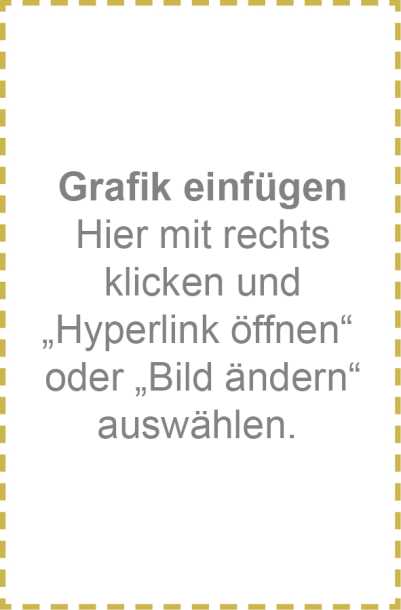 Grafik einfügen
Hier mit rechts
klicken und
„Hyperlink öffnen“
oder „Bild ändern“
auswählen.